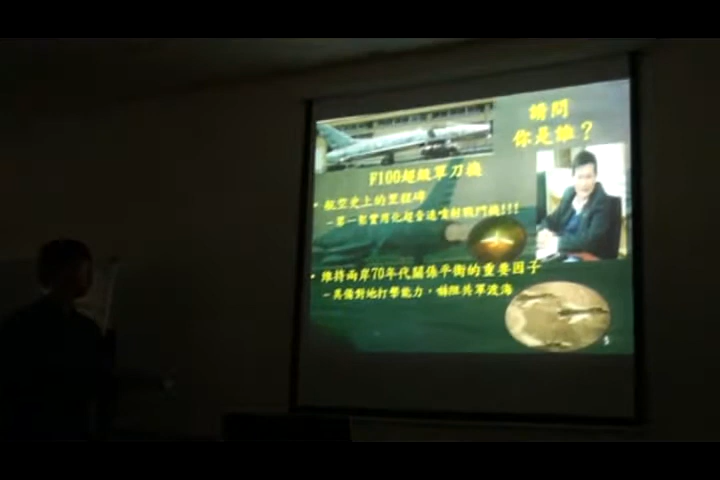 請問
你是誰？
F100超級軍刀機
• 航空史上的里程碑
–第一架實用化超音速噴射戰鬥機!!!
• 維持兩岸70年代關係平衡的重要因子
–具備對地打擊能力，嚇阻共軍渡海
5